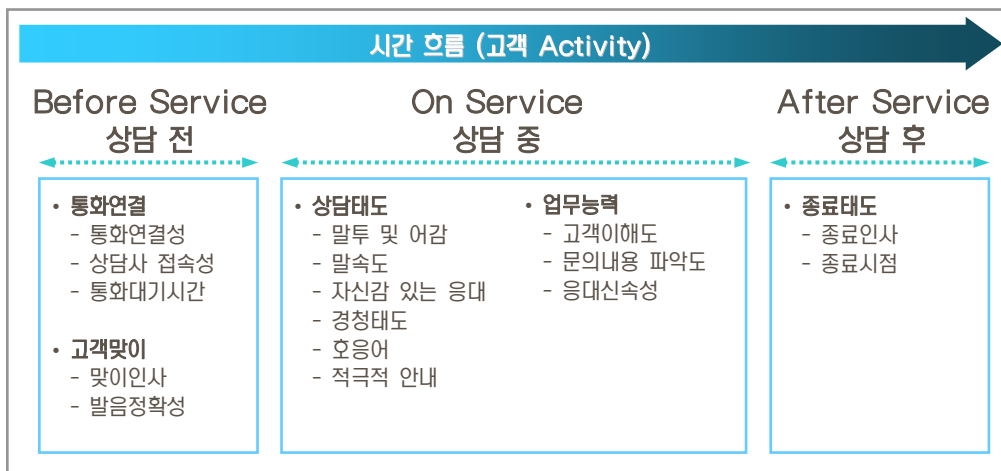 시간 흐름 (고객 Activity)
Before Service
상담 전
• 통화연결
- 통화연결성
- 상담사 접속성
- 통화대기시간
• 고객맞이
- 맞이인사
- 발음정확성
On Service
상담 중
• 상담태도
- 말투 및 어감
- 말속도
- 자신감 있는 응대
- 경청태도
- 호응어
- 적극적 안내
• 업무능력
- 고객이해도
- 문의내용 파악도
- 응대신속성
After Service
상담 후
• 종료태도
- 종료인사
- 종료시점